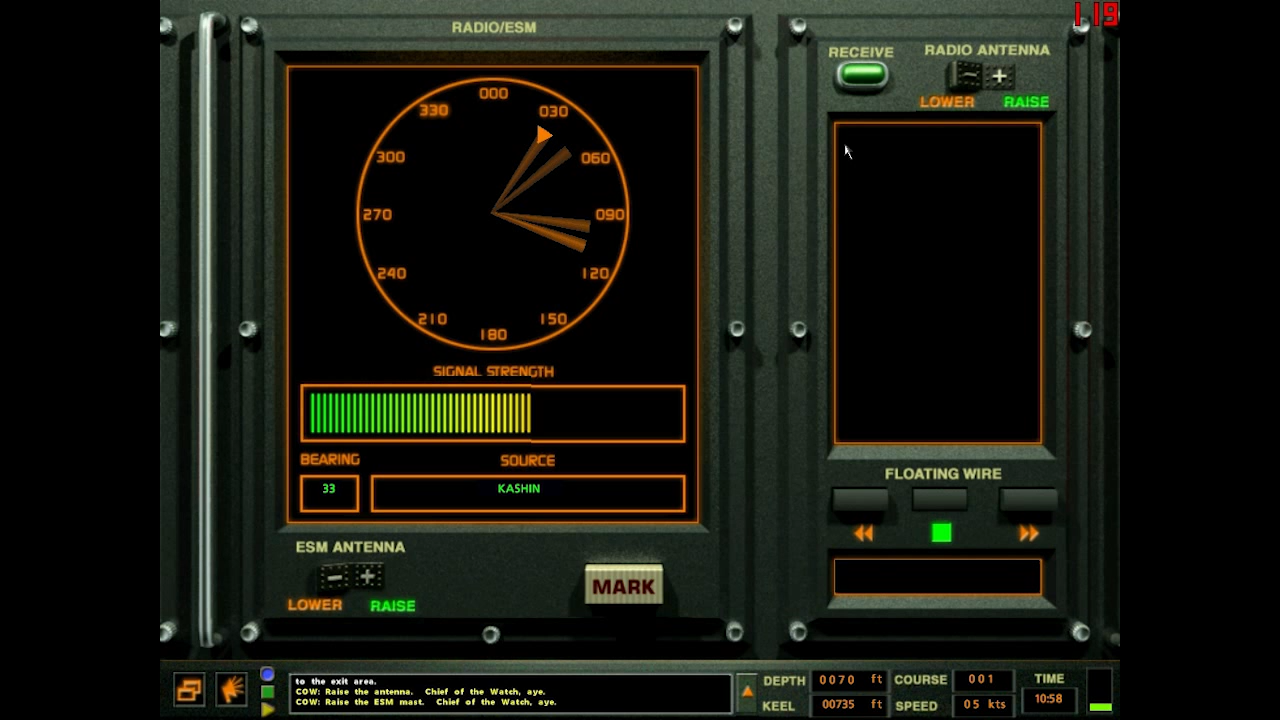 119
RADIO/ESM
000
030
060
090
120
150
180
210
240
270
300
330
SIGNAL STRENGTH
BEARING
SOURCE
33
KASHIN
ESM ANTENNA
LOWER
RAISE
MARK
RECEIVE
RADIO ANTENNA
LOWER
RAISE
FLOATING WIRE
to the exit area.
COW: Raise the antenna. Chief of the Watch, aye.
COW: Raise the ESM mast. Chief of the Watch, aye.
DEPTH 0070 ft
COURSE 001
TIME
KEEL 00735 ft
SPEED 05 kts
10:58